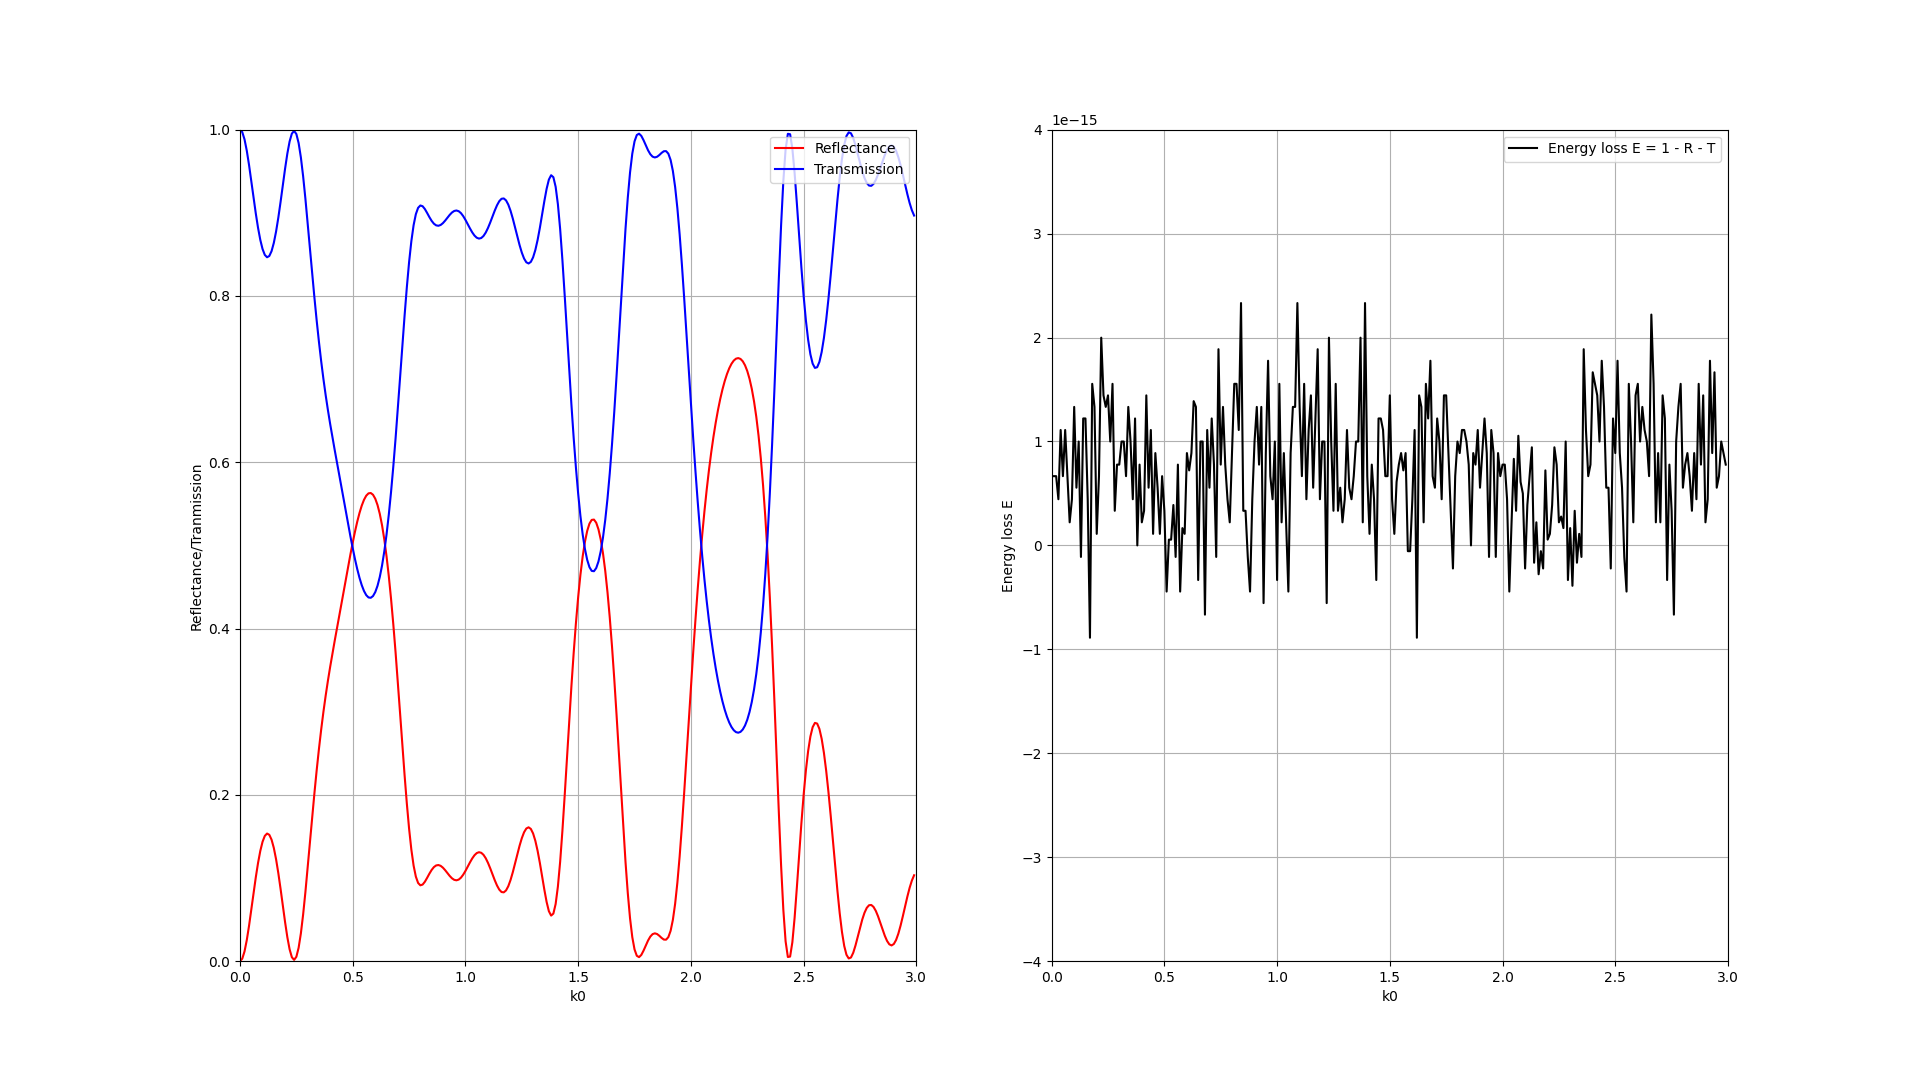 1.0
0.8
0.6
0.4
0.2
0.0
Reflectance/Tranmission
0.0 0.5 1.0 1.5 2.0 2.5 3.0
k0
Reflectance
Transmission
1e−15
4
3
2
1
0
−1
−2
−3
−4
Energy loss E
0.0 0.5 1.0 1.5 2.0 2.5 3.0
k0
Energy loss E = 1 - R - T